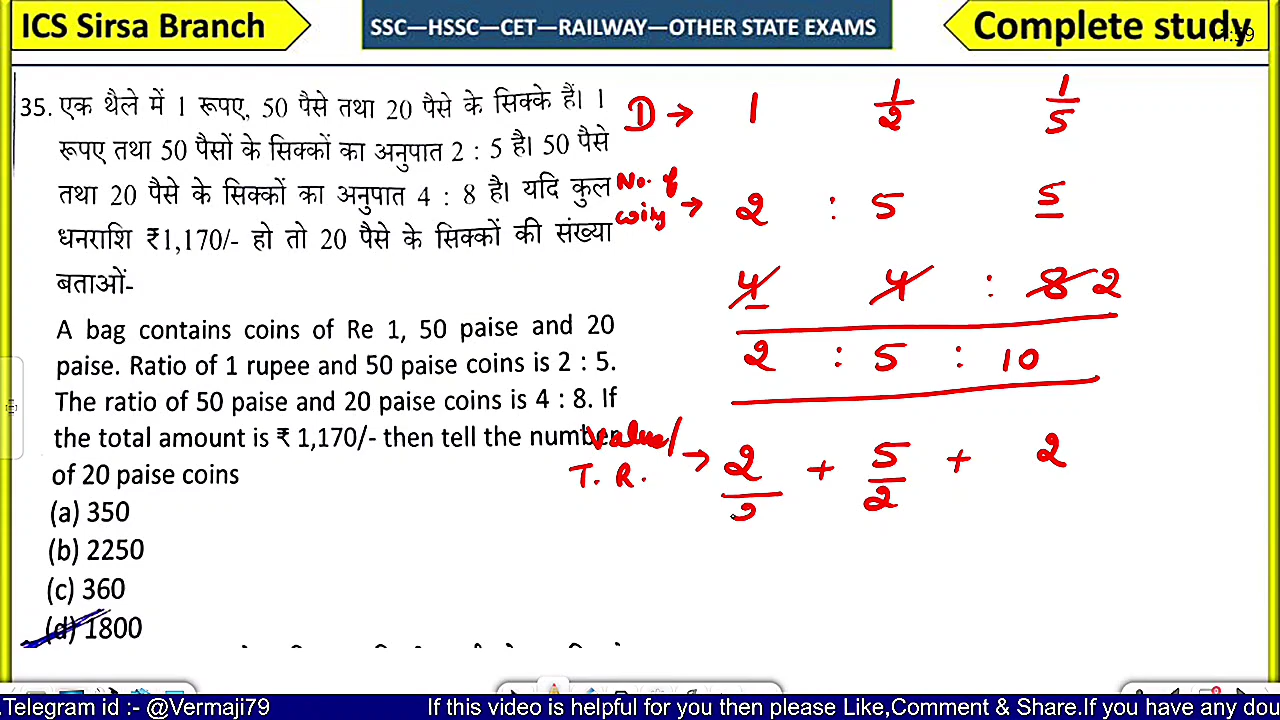 ICS Sirsa Branch
SSC—HSSC—CET—RAILWAY—OTHER STATE EXAMS
Complete study
35. एक थैले में 1 रूपए, 50 पैसे तथा 20 पैसे के सिक्के हैं। 1
रूपए तथा 50 पैसों के सिक्कों का अनुपात 2 : 5 है। 50 पैसे
तथा 20 पैसे के सिक्कों का अनुपात 4 : 8 है। यदि कुल
धनराशि ₹1,170/- हो तो 20 पैसे के सिक्कों की संख्या
बताओं-
A bag contains coins of Re 1, 50 paise and 20
paise. Ratio of 1 rupee and 50 paise coins is 2 : 5.
The ratio of 50 paise and 20 paise coins is 4 : 8. If
the total amount is ₹ 1,170/- then tell the number
of 20 paise coins
(a) 350
(b) 2250
(c) 360
(d) 1800
D → 1 1/2 1/5
No. of
coins → 2 : 5 5
4 4 : 8 2
2 : 5 : 10
Value/
T. R. → 2/2 + 5/2 + 2
.Telegram id :- @Vermaji79
If this video is helpful for you then please Like,Comment & Share.If you have any dou